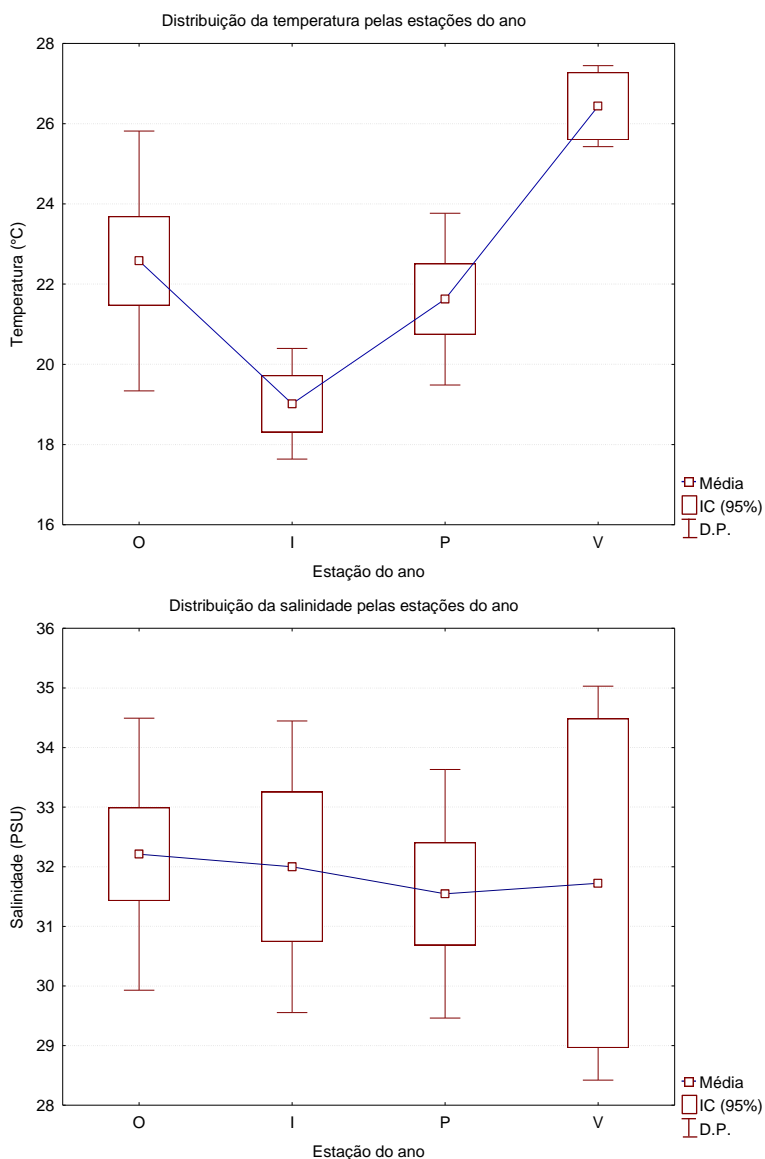 Distribuição da temperatura pelas estações do ano
28
26
24
22
20
18
16
Temperatura (°C)
O I P V
Estação do ano
Média
IC (95%)
D.P.
Distribuição da salinidade pelas estações do ano
36
35
34
33
32
31
30
29
28
Salinidade (PSU)
O I P V
Estação do ano
Média
IC (95%)
D.P.